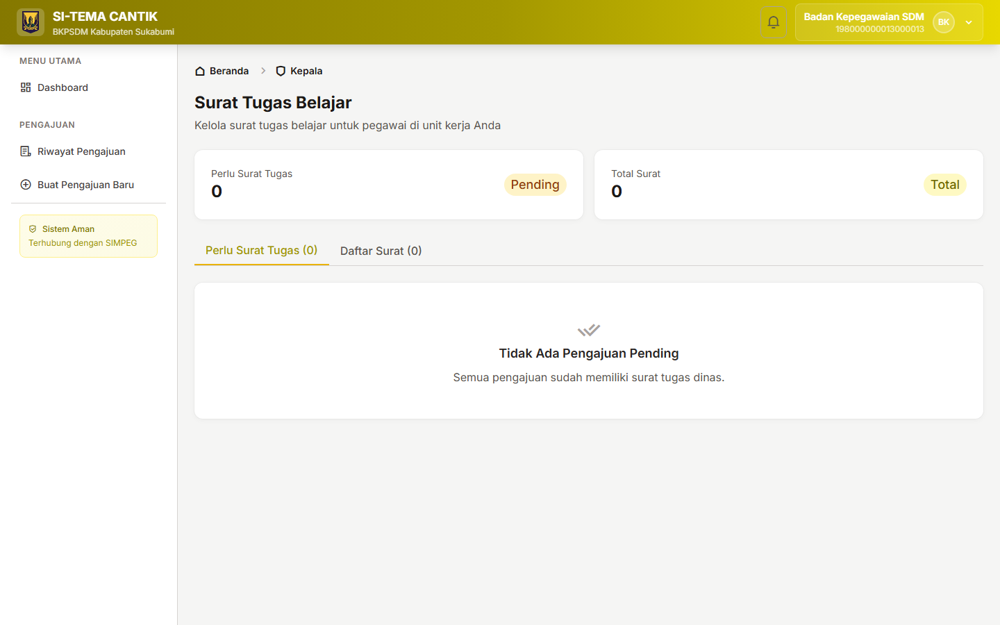 SI-TEMA CANTIK
BKPSDM Kabupaten Sukabumi
Badan Kepegawaian SDM
198000000013000013
BK
MENU UTAMA
Dashboard
PENGAJUAN
Riwayat Pengajuan
Buat Pengajuan Baru
Sistem Aman
Terhubung dengan SIMPEG
Beranda
Kepala
Surat Tugas Belajar
Kelola surat tugas belajar untuk pegawai di unit kerja Anda
Perlu Surat Tugas
0
Pending
Total Surat
0
Total
Perlu Surat Tugas (0)
Daftar Surat (0)
Tidak Ada Pengajuan Pending
Semua pengajuan sudah memiliki surat tugas dinas.